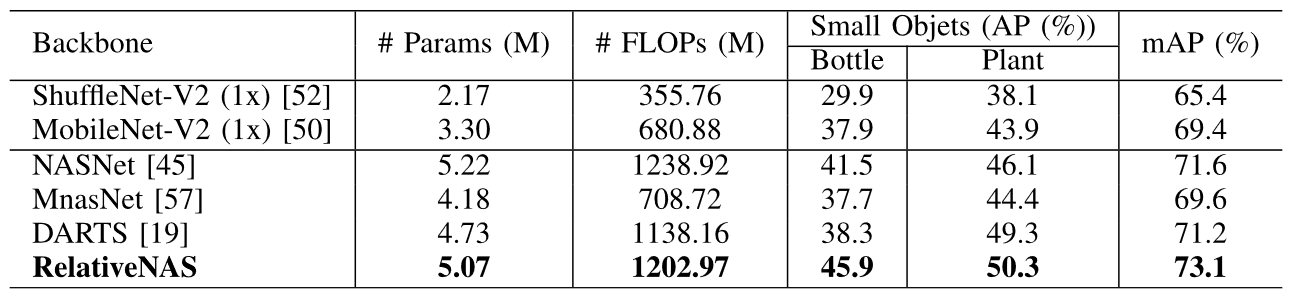 Backbone # Params (M) # FLOPs (M) Small Objets (AP (%)) mAP (%)
Bottle Plant
ShuffleNet-V2 (1x) [52] 2.17 355.76 29.9 38.1 65.4
MobileNet-V2 (1x) [50] 3.30 680.88 37.9 43.9 69.4
NASNet [45] 5.22 1238.92 41.5 46.1 71.6
MnasNet [57] 4.18 708.72 37.7 44.4 69.6
DARTS [19] 4.73 1138.16 38.3 49.3 71.2
RelativeNAS 5.07 1202.97 45.9 50.3 73.1